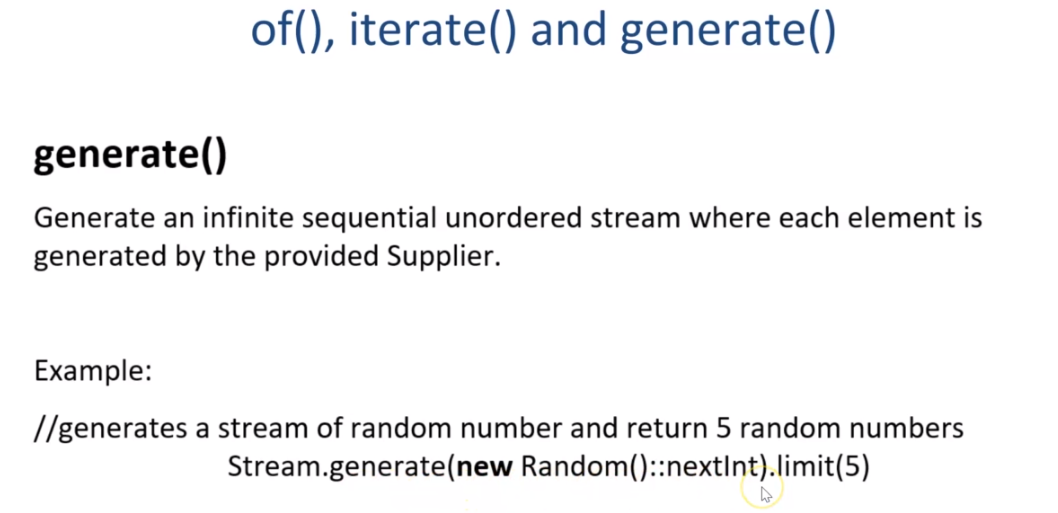 of(), iterate() and generate()
generate()
Generate an infinite sequential unordered stream where each element is
generated by the provided Supplier.
Example:
//generates a stream of random number and return 5 random numbers
Stream.generate(new Random()::nextInt).limit(5)